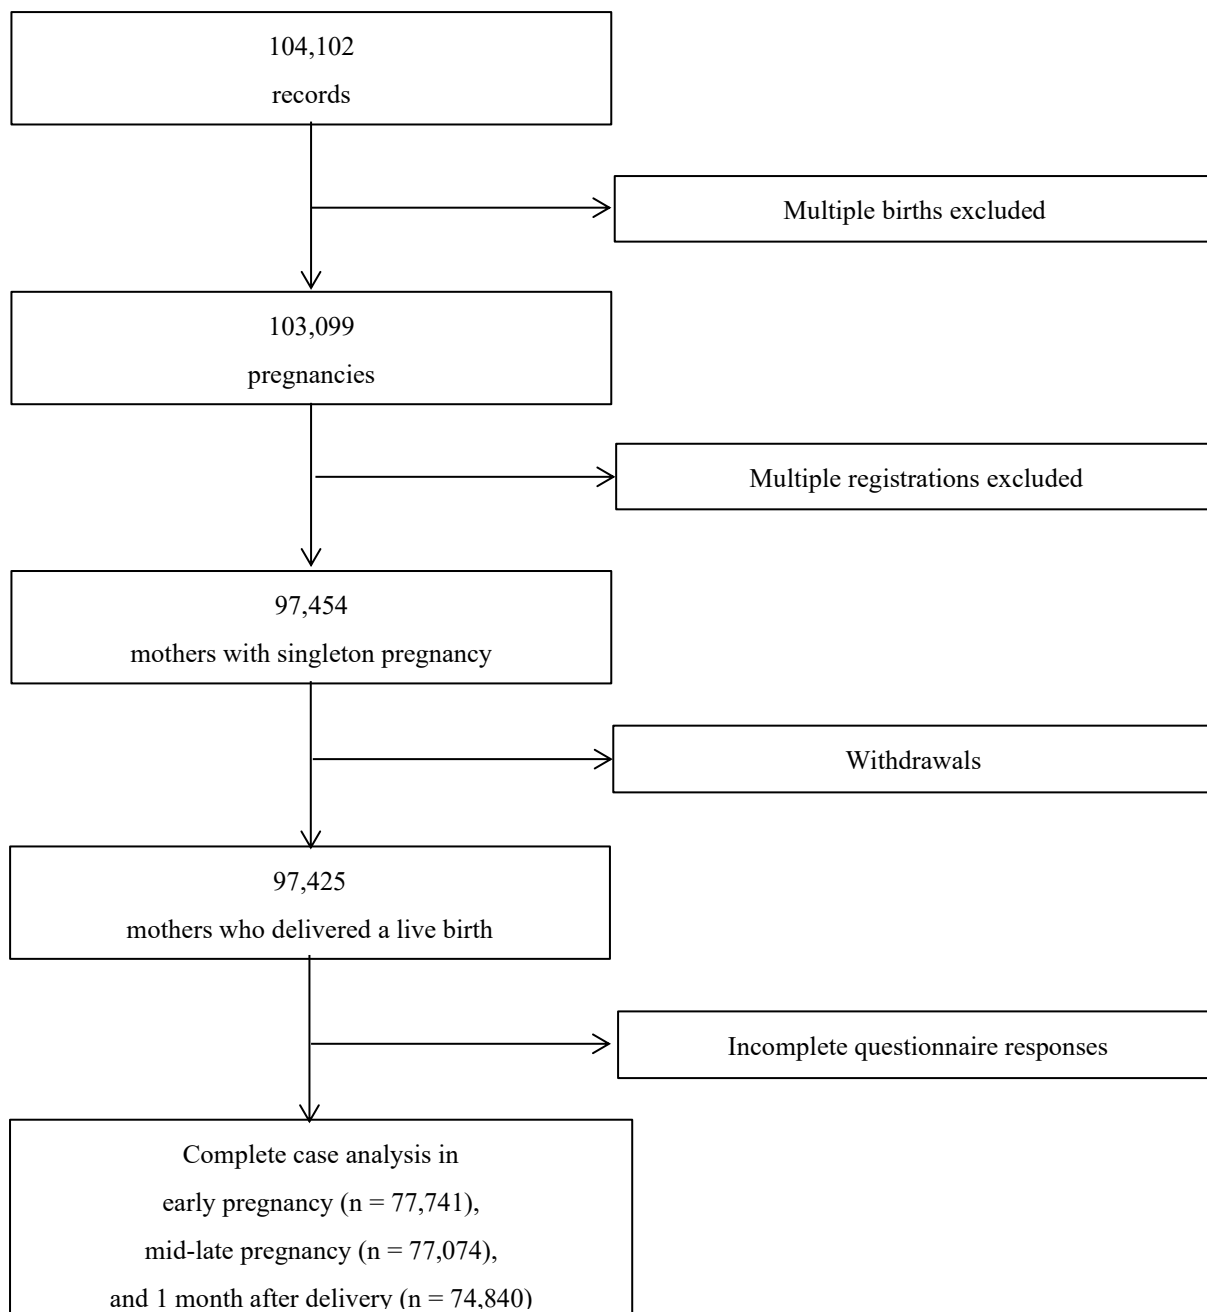 104,102
records
Multiple births excluded
103,099
pregnancies
Multiple registrations excluded
97,454
mothers with singleton pregnancy
Withdrawals
97,425
mothers who delivered a live birth
Incomplete questionnaire responses
Complete case analysis in
early pregnancy (n = 77,741),
mid-late pregnancy (n = 77,074),
and 1 month after delivery (n = 74,840)